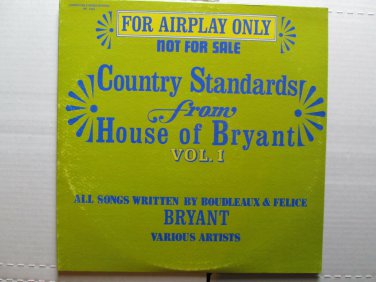 FOR AIRPLAY ONLY
NOT FOR SALE
Country Standards
from
House of Bryant
VOL. 1
ALL SONGS WRITTEN BY BOUDLEAUX & FELICE
BRYANT
VARIOUS ARTISTS